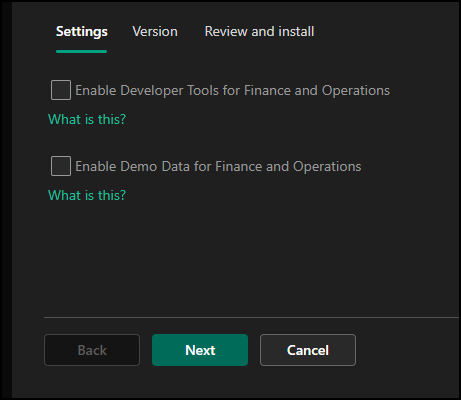 Settings Version Review and install
Enable Developer Tools for Finance and Operations
What is this?
Enable Demo Data for Finance and Operations
What is this?
Back Next Cancel